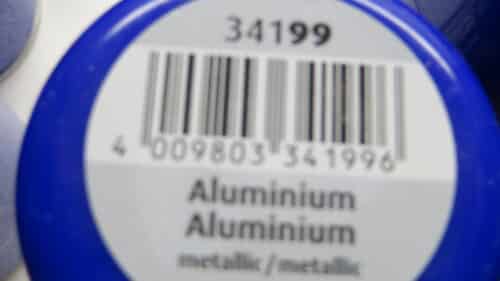 34199
4 009803 341996
Aluminium
Aluminium
metallic/metallic